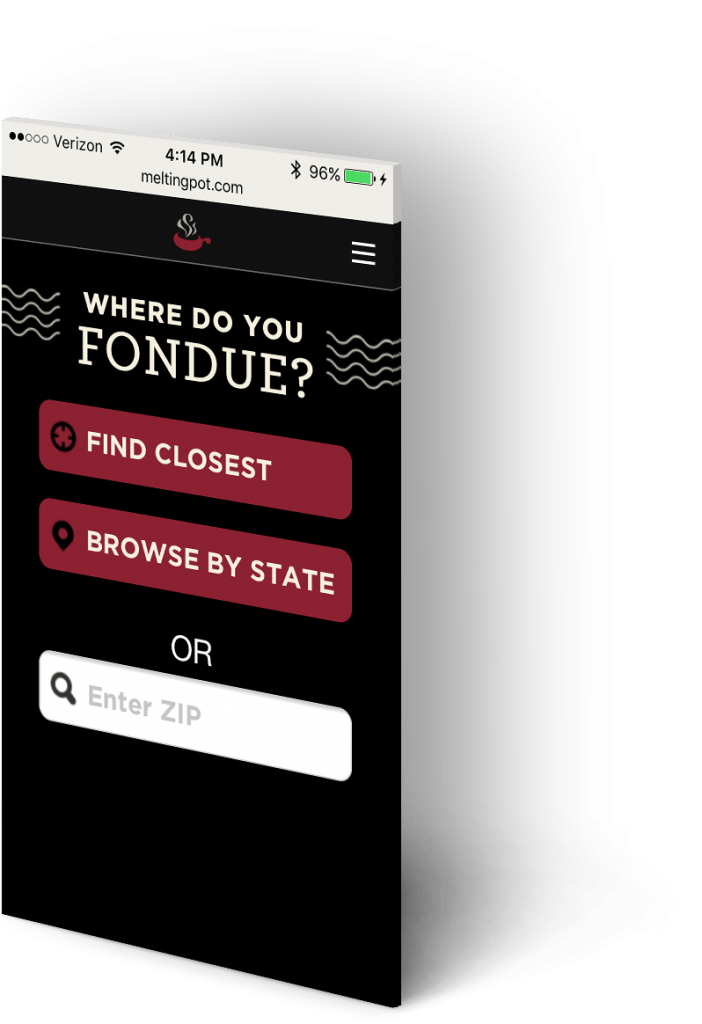 Verizon 4:14 PM 96%
meltingpot.com
WHERE DO YOU
FONDUE?
FIND CLOSEST
BROWSE BY STATE
OR
Enter ZIP